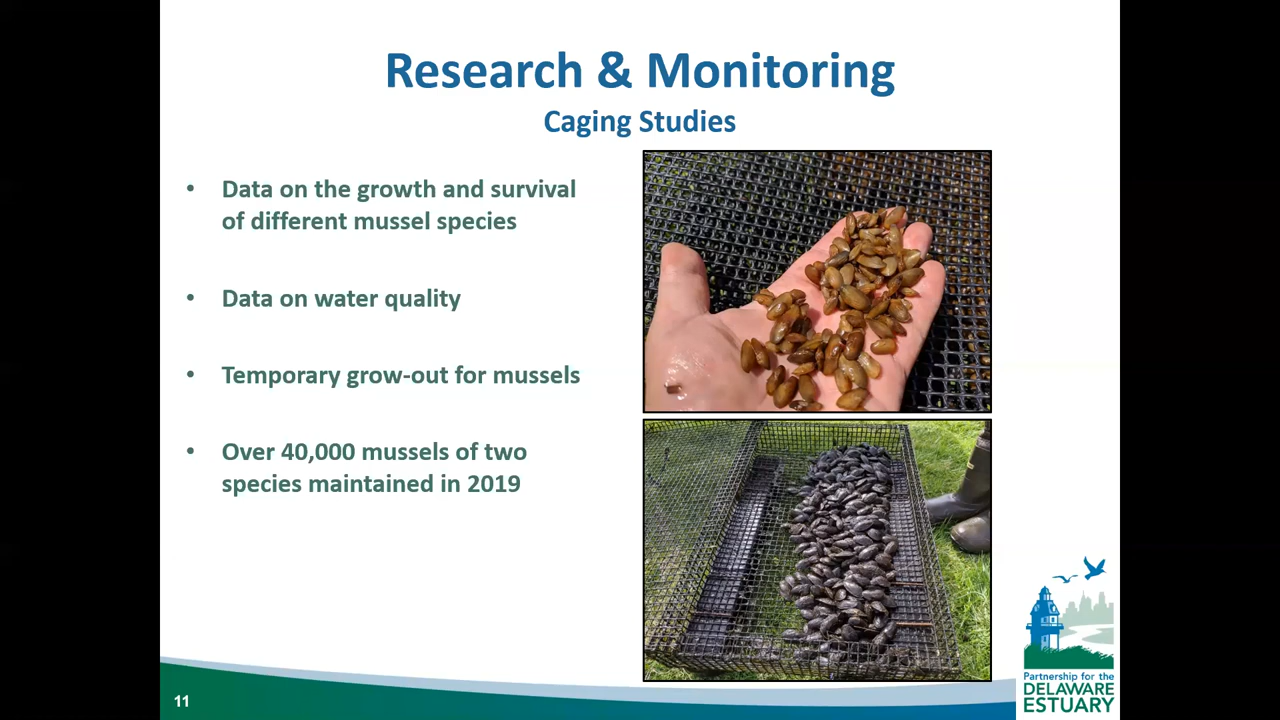 Research & Monitoring
Caging Studies
• Data on the growth and survival
of different mussel species
• Data on water quality
• Temporary grow-out for mussels
• Over 40,000 mussels of two
species maintained in 2019
11
Partnership for the
DELAWARE
ESTUARY